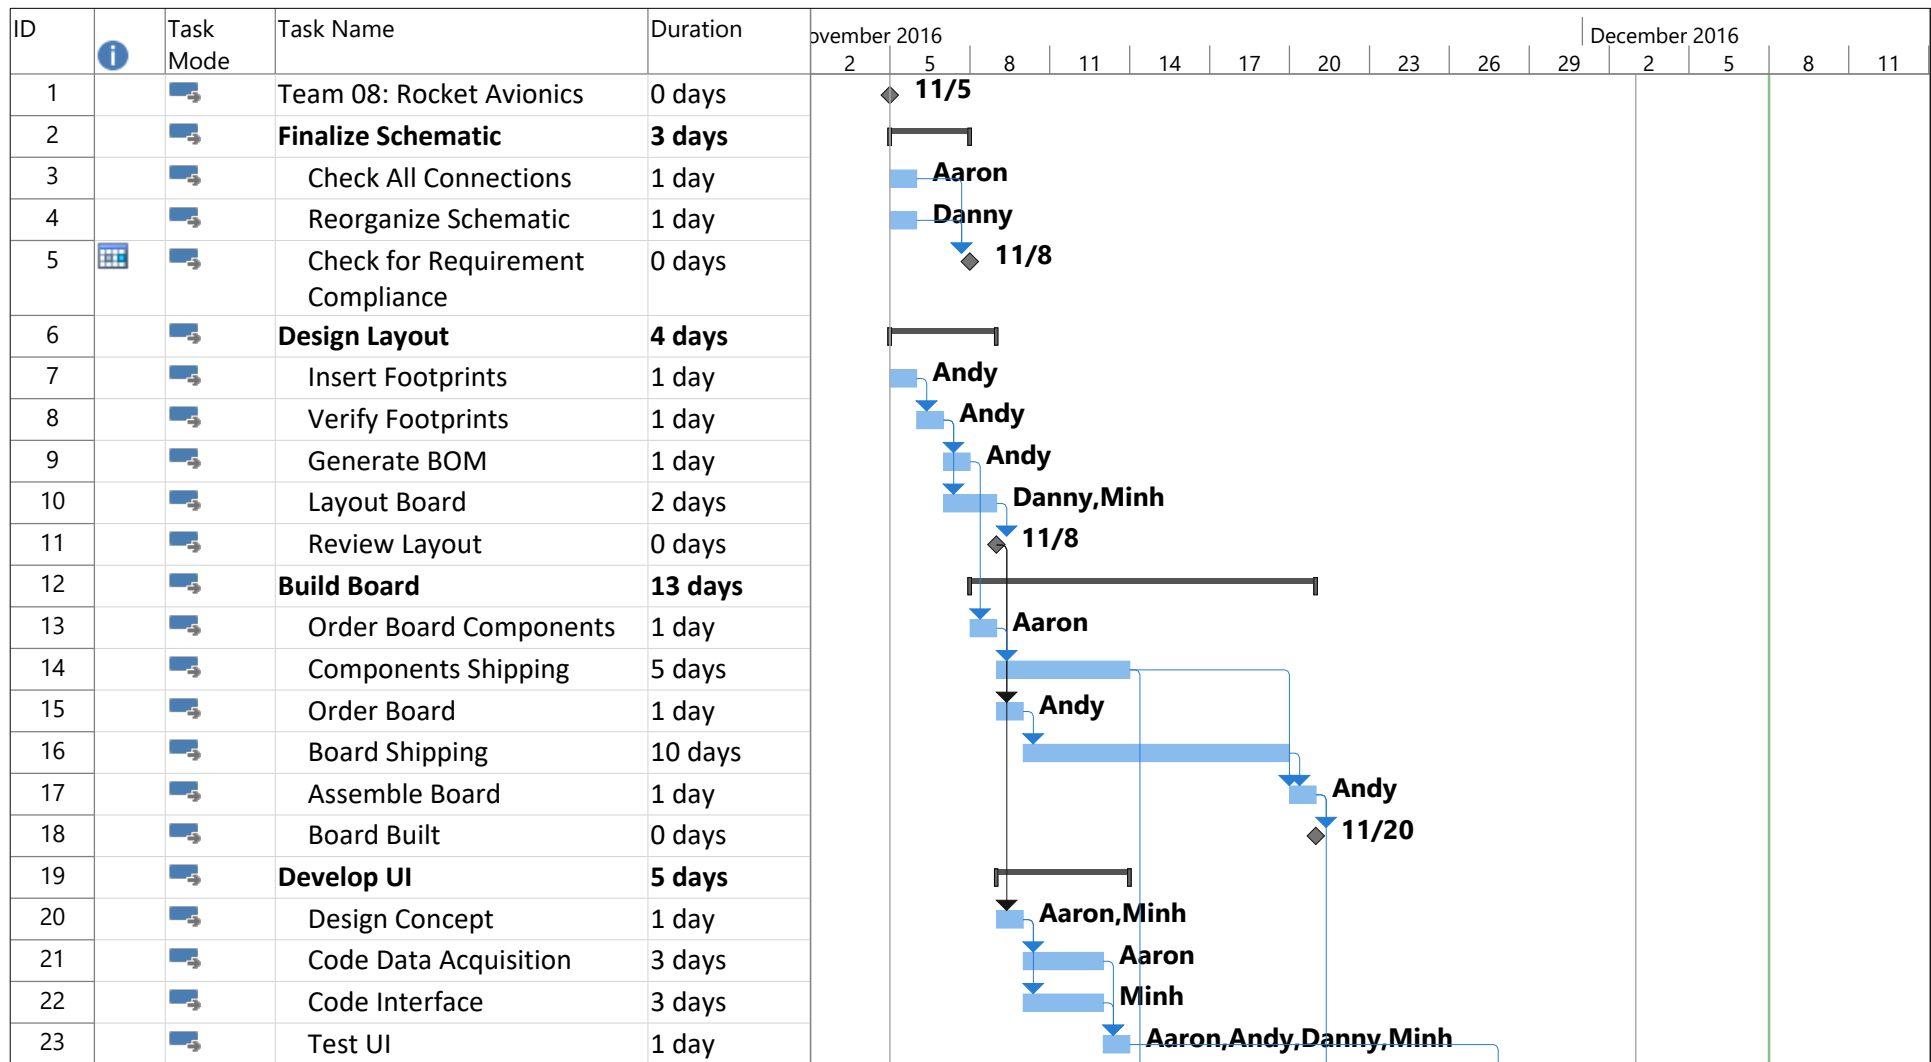 ID Task Mode Task Name Duration ovember 2016 December 2016
2 5 8 11 14 17 20 23 26 29 2 5 8 11
1 Team 08: Rocket Avionics 0 days 11/5
2 Finalize Schematic 3 days
3 Check All Connections 1 day Aaron
4 Reorganize Schematic 1 day Danny
5 Check for Requirement Compliance 0 days 11/8
6 Design Layout 4 days
7 Insert Footprints 1 day Andy
8 Verify Footprints 1 day Andy
9 Generate BOM 1 day Andy
10 Layout Board 2 days Danny,Minh
11 Review Layout 0 days 11/8
12 Build Board 13 days
13 Order Board Components 1 day Aaron
14 Components Shipping 5 days
15 Order Board 1 day Andy
16 Board Shipping 10 days
17 Assemble Board 1 day Andy
18 Board Built 0 days 11/20
19 Develop UI 5 days
20 Design Concept 1 day Aaron,Minh
21 Code Data Acquisition 3 days Aaron
22 Code Interface 3 days Minh
23 Test UI 1 day Aaron,Andy,Danny,Minh